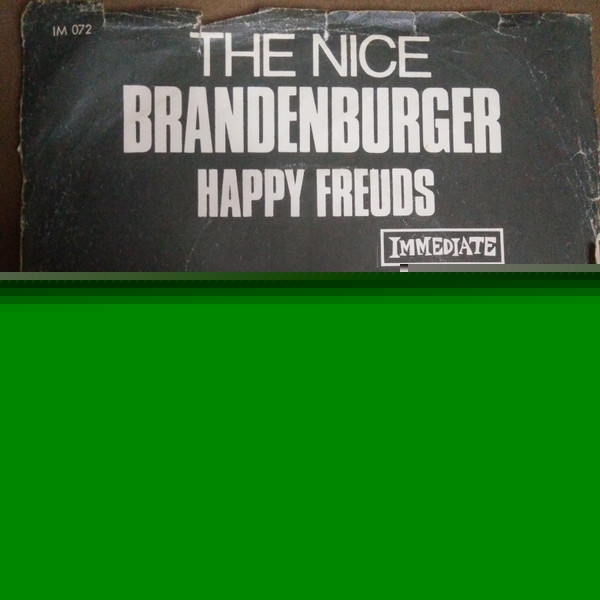 IM 072
THE NICE
BRANDENBURGER
HAPPY FREUDS
IMMEDIATE